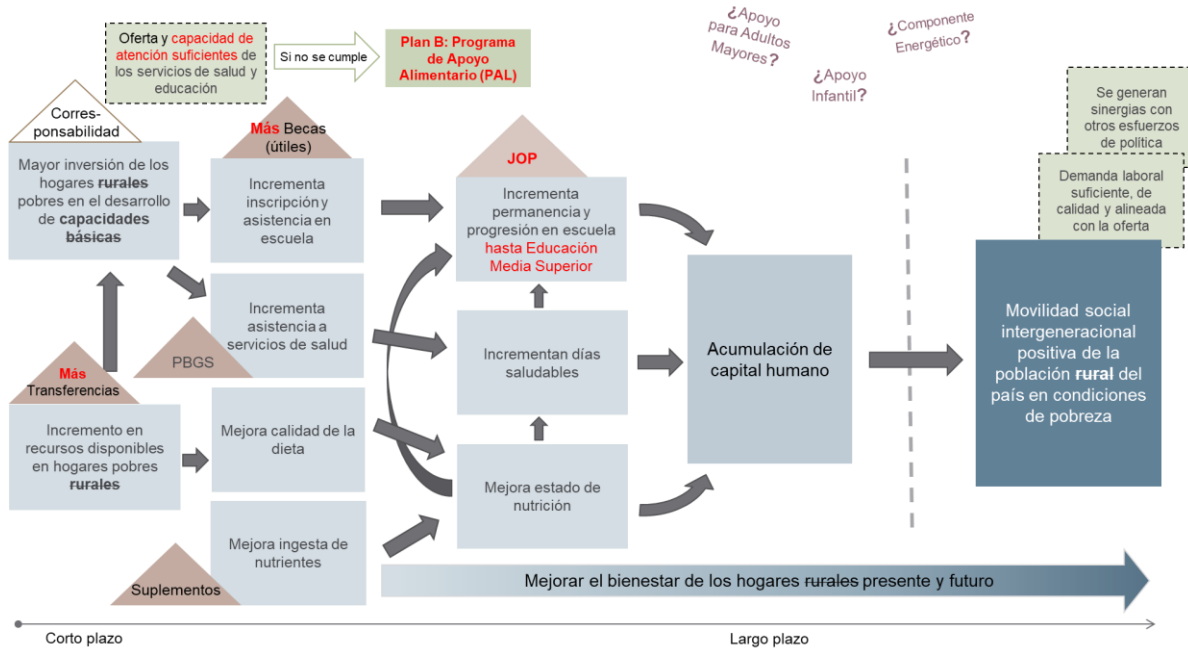 Oferta y capacidad de
atención suficientes de
los servicios de salud y
educación
Si no se cumple
Plan B: Programa
de Apoyo
Alimentario (PAL)
¿Apoyo
para Adultos
Mayores?
¿Apoyo
Infantil?
¿Componente
Energético?
Se generan
sinergias con
otros esfuerzos
de política
Demanda laboral
suficiente, de
calidad y alineada
con la oferta
Corres-
ponsabilidad
Mayor inversión de los
hogares rurales
pobres en el desarrollo
de capacidades
básicas
Más Becas
(útiles)
Incrementa
inscripción y
asistencia en
escuela
JOP
Incrementa
permanencia y
progresión en escuela
hasta Educación
Media Superior
Incrementa
asistencia a
servicios de salud
PBGS
Incrementan días
saludables
Acumulación de
capital humano
Movilidad social
intergeneracional
positiva de la
población rural del
país en condiciones
de pobreza
Más
Transferencias
Incremento en
recursos disponibles
en hogares pobres
rurales
Mejora calidad de la
dieta
Mejora estado de
nutrición
Mejora ingesta de
nutrientes
Suplementos
Mejorar el bienestar de los hogares rurales presente y futuro
Corto plazo
Largo plazo